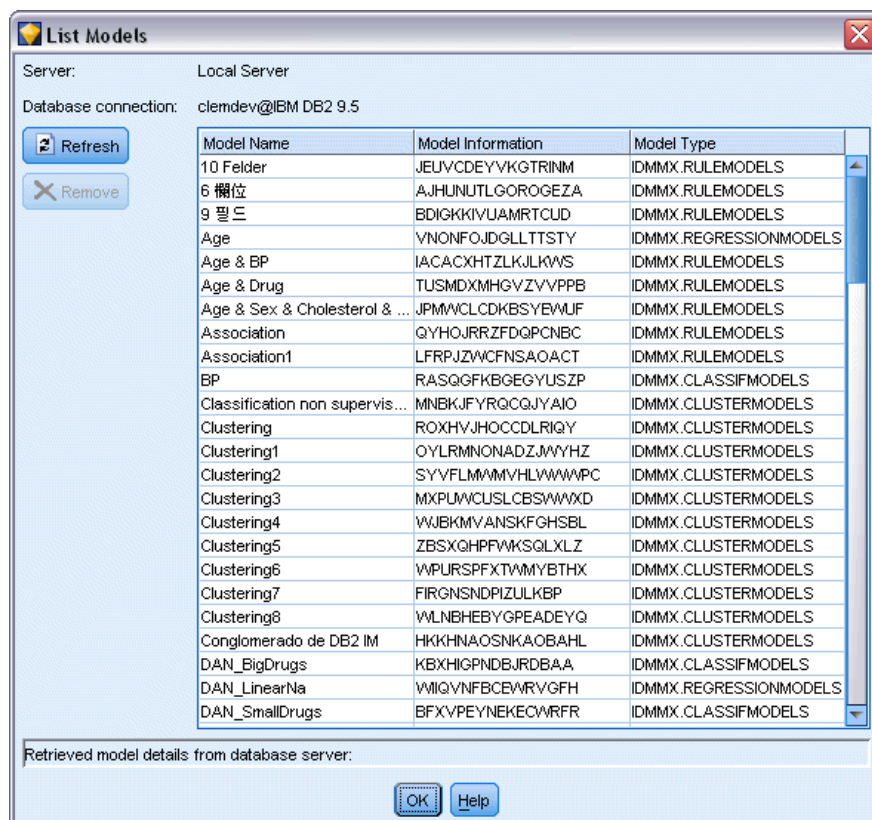 List Models
Server: Local Server
Database connection: clemdev@IBM DB2 9.5
Refresh
Remove
Model Name Model Information Model Type
10 Felder JEUVCDEYVKGTRINM IDMMX.RULEMODELS
6 欄位 AJHUNUTLGOROGEZA IDMMX.RULEMODELS
9 필드 BDIGKKIVUAMRTCUD IDMMX.RULEMODELS
Age VNONFOJDGLLTTSTY IDMMX.REGRESSIONMODELS
Age & BP IACACXHTZLKJLKWS IDMMX.RULEMODELS
Age & Drug TUSMDXMHGVZVVPPB IDMMX.RULEMODELS
Age & Sex & Cholesterol & ... JPMWCLCDKBSYEWUF IDMMX.RULEMODELS
Association QYHOJRRZFDQPCNBC IDMMX.RULEMODELS
Association1 LFRPJZWCFNSAOACT IDMMX.RULEMODELS
BP RASQGFKBGEGYUSZP IDMMX.CLASSIFMODELS
Classification non supervis... MNBKJFYRQCQJYAIO IDMMX.CLUSTERMODELS
Clustering ROXHVJHOCCDLRIQY IDMMX.CLUSTERMODELS
Clustering1 OYLRMNONADZJWYHZ IDMMX.CLUSTERMODELS
Clustering2 SYVFLMWMVHLWWWPC IDMMX.CLUSTERMODELS
Clustering3 MXPUWCUSLCBSWWXD IDMMX.CLUSTERMODELS
Clustering4 WJBKMVANSKFGHSBL IDMMX.CLUSTERMODELS
Clustering5 ZBSXQHPFWKSQLXLZ IDMMX.CLUSTERMODELS
Clustering6 WPURSPFXTWMYBTHX IDMMX.CLUSTERMODELS
Clustering7 FIRGNSNDPIZULKBP IDMMX.CLUSTERMODELS
Clustering8 WLNBHEBYGPEADEYQ IDMMX.CLUSTERMODELS
Conglomerado de DB2 IM HKKHNAOSNKAOBAHL IDMMX.CLUSTERMODELS
DAN_BigDrugs KBXHIGPNDBJRDBAA IDMMX.CLASSIFMODELS
DAN_LinearNa WIIQVNFBCEWRVGFH IDMMX.REGRESSIONMODELS
DAN_SmallDrugs BFXVPEYNEKECWRFR IDMMX.CLASSIFMODELS
Retrieved model details from database server:
OK Help